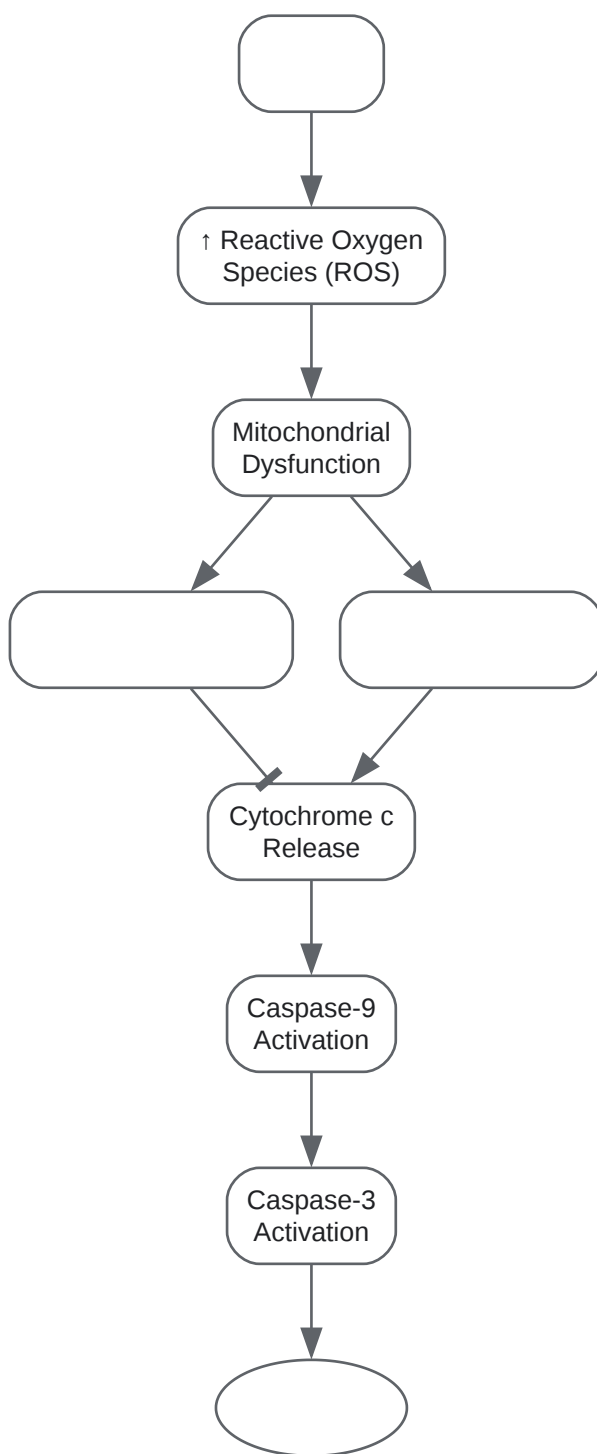 ↑ Reactive Oxygen
Species (ROS)
Mitochondrial
Dysfunction
Cytochrome c
Release
Caspase-9
Activation
Caspase-3
Activation